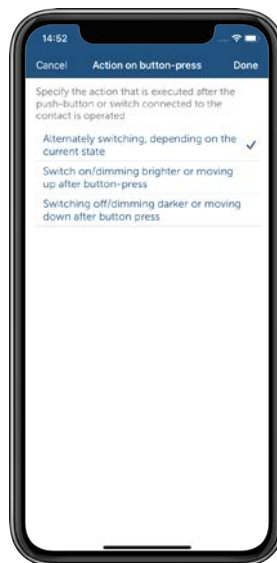 14:52
Cancel Action on button-press Done
Specify the action that is executed after the
push-button or switch connected to the
contact is operated
Alternately switching, depending on the
current state
Switch on/dimming brighter or moving
up after button-press
Switching off/dimming darker or moving
down after button press